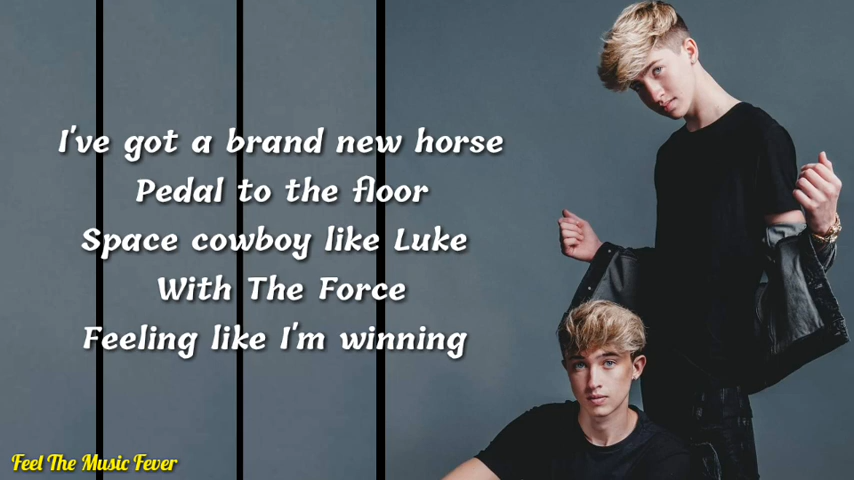 I've got a brand new horse
Pedal to the floor
Space cowboy like Luke
With The Force
Feeling like I'm winning
Feel The Music Fever